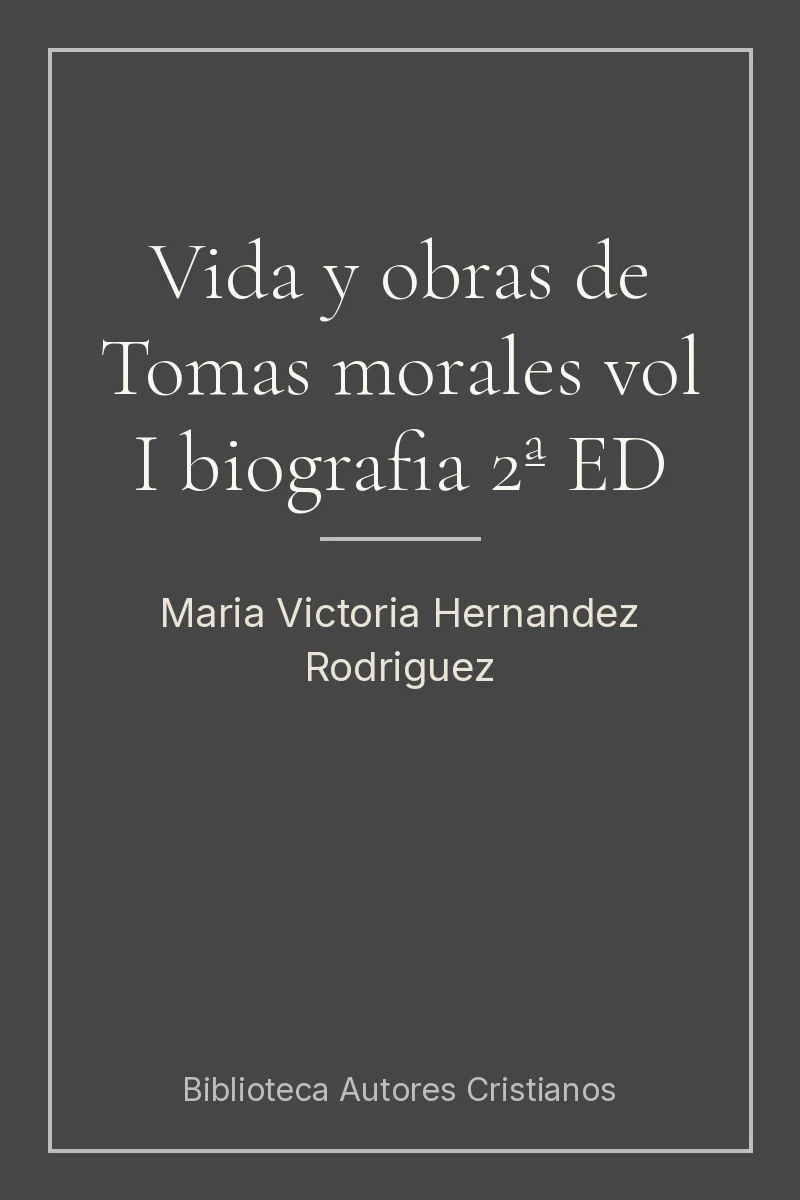 Vida y obras de
Tomas morales vol
I biografia 2ª ED
Maria Victoria Hernandez
Rodriguez
Biblioteca Autores Cristianos